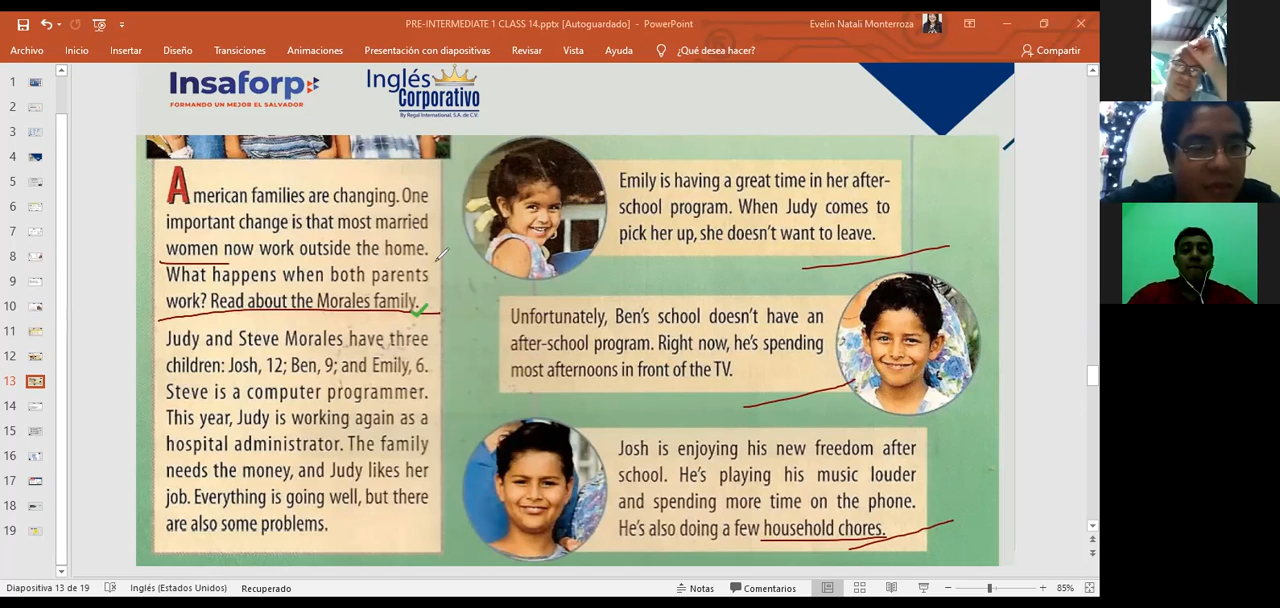 PRE-INTERMEDIATE 1 CLASS 14.pptx [Autoguardado] - PowerPoint
Evelin Natali Monterroza
Archivo
Inicio
Insertar
Diseño
Transiciones
Animaciones
Presentación con diapositivas
Revisar
Vista
Ayuda
¿Qué desea hacer?
Compartir
1
2
3
4
5
6
7
8
9
10
11
12
13
14
15
16
17
18
19
Insaforp
FORMANDO UN MEJOR EL SALVADOR
Inglés
Corporativo
By Regal International, S.A. de C.V.
American families are changing. One
important change is that most married
women now work outside the home.
What happens when both parents
work? Read about the Morales family.
Judy and Steve Morales have three
children: Josh, 12; Ben, 9; and Emily, 6.
Steve is a computer programmer.
This year, Judy is working again as a
hospital administrator. The family
needs the money, and Judy likes her
job. Everything is going well, but there
are also some problems.
Emily is having a great time in her after-
school program. When Judy comes to
pick her up, she doesn't want to leave.
Unfortunately, Ben's school doesn't have an
after-school program. Right now, he's spending
most afternoons in front of the TV.
Josh is enjoying his new freedom after
school. He's playing his music louder
and spending more time on the phone.
He's also doing a few household chores.
Diapositiva 13 de 19
Inglés (Estados Unidos)
Recuperado
Notas
Comentarios
85%